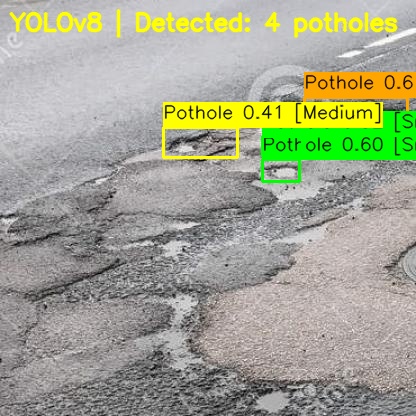 YOLOv8 | Detected: 4 potholes
Pothole 0.6
Pothole 0.41 [Medium]
[S
Pothole 0.60 [S